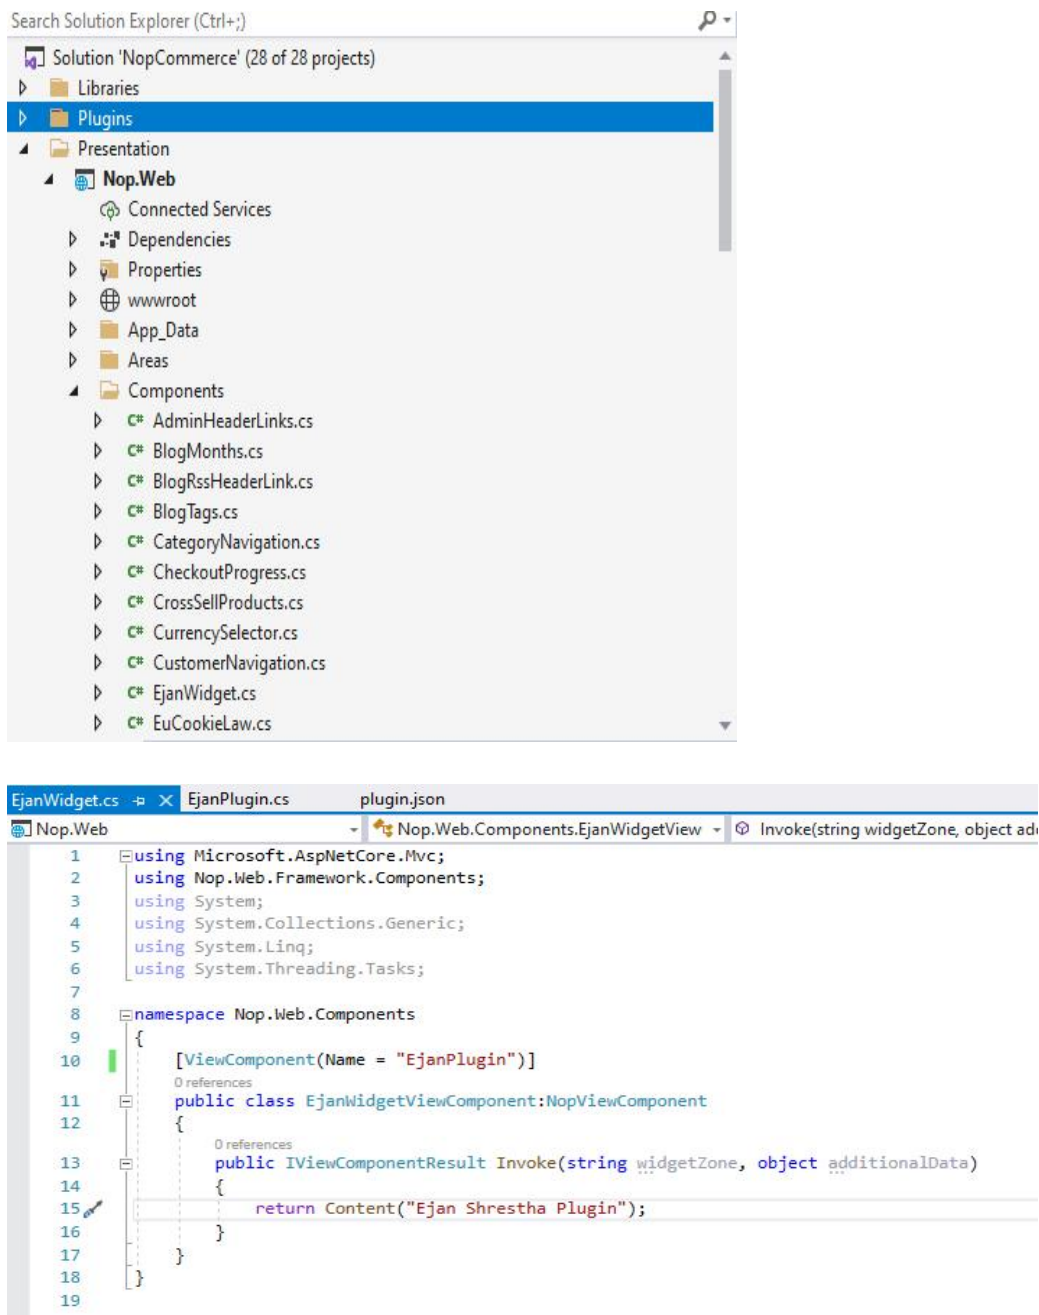 Search Solution Explorer (Ctrl+;)
Solution 'NopCommerce' (28 of 28 projects)
Libraries
Plugins
Presentation
Nop.Web
Connected Services
Dependencies
Properties
wwwroot
App_Data
Areas
Components
C# AdminHeaderLinks.cs
C# BlogMonths.cs
C# BlogRssHeaderLink.cs
C# BlogTags.cs
C# CategoryNavigation.cs
C# CheckoutProgress.cs
C# CrossSellProducts.cs
C# CurrencySelector.cs
C# CustomerNavigation.cs
C# EjanWidget.cs
C# EuCookieLaw.cs
EjanWidget.cs EjanPlugin.cs plugin.json
Nop.Web Nop.Web.Components.EjanWidgetView Invoke(string widgetZone, object add
1 using Microsoft.AspNetCore.Mvc;
2 using Nop.Web.Framework.Components;
3 using System;
4 using System.Collections.Generic;
5 using System.Linq;
6 using System.Threading.Tasks;
7
8 namespace Nop.Web.Components
9 {
10 [ViewComponent(Name = "EjanPlugin")]
0 references
11 public class EjanWidgetViewComponent:NopViewComponent
12 {
0 references
13 public IViewComponentResult Invoke(string widgetZone, object additionalData)
14 {
15 return Content("Ejan Shrestha Plugin");
16 }
17 }
18 }
19